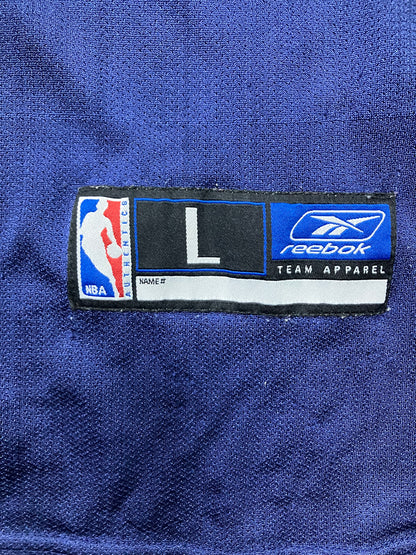 NBA
AUTHENTICS
L
Reebok
TEAM APPAREL
NAME#